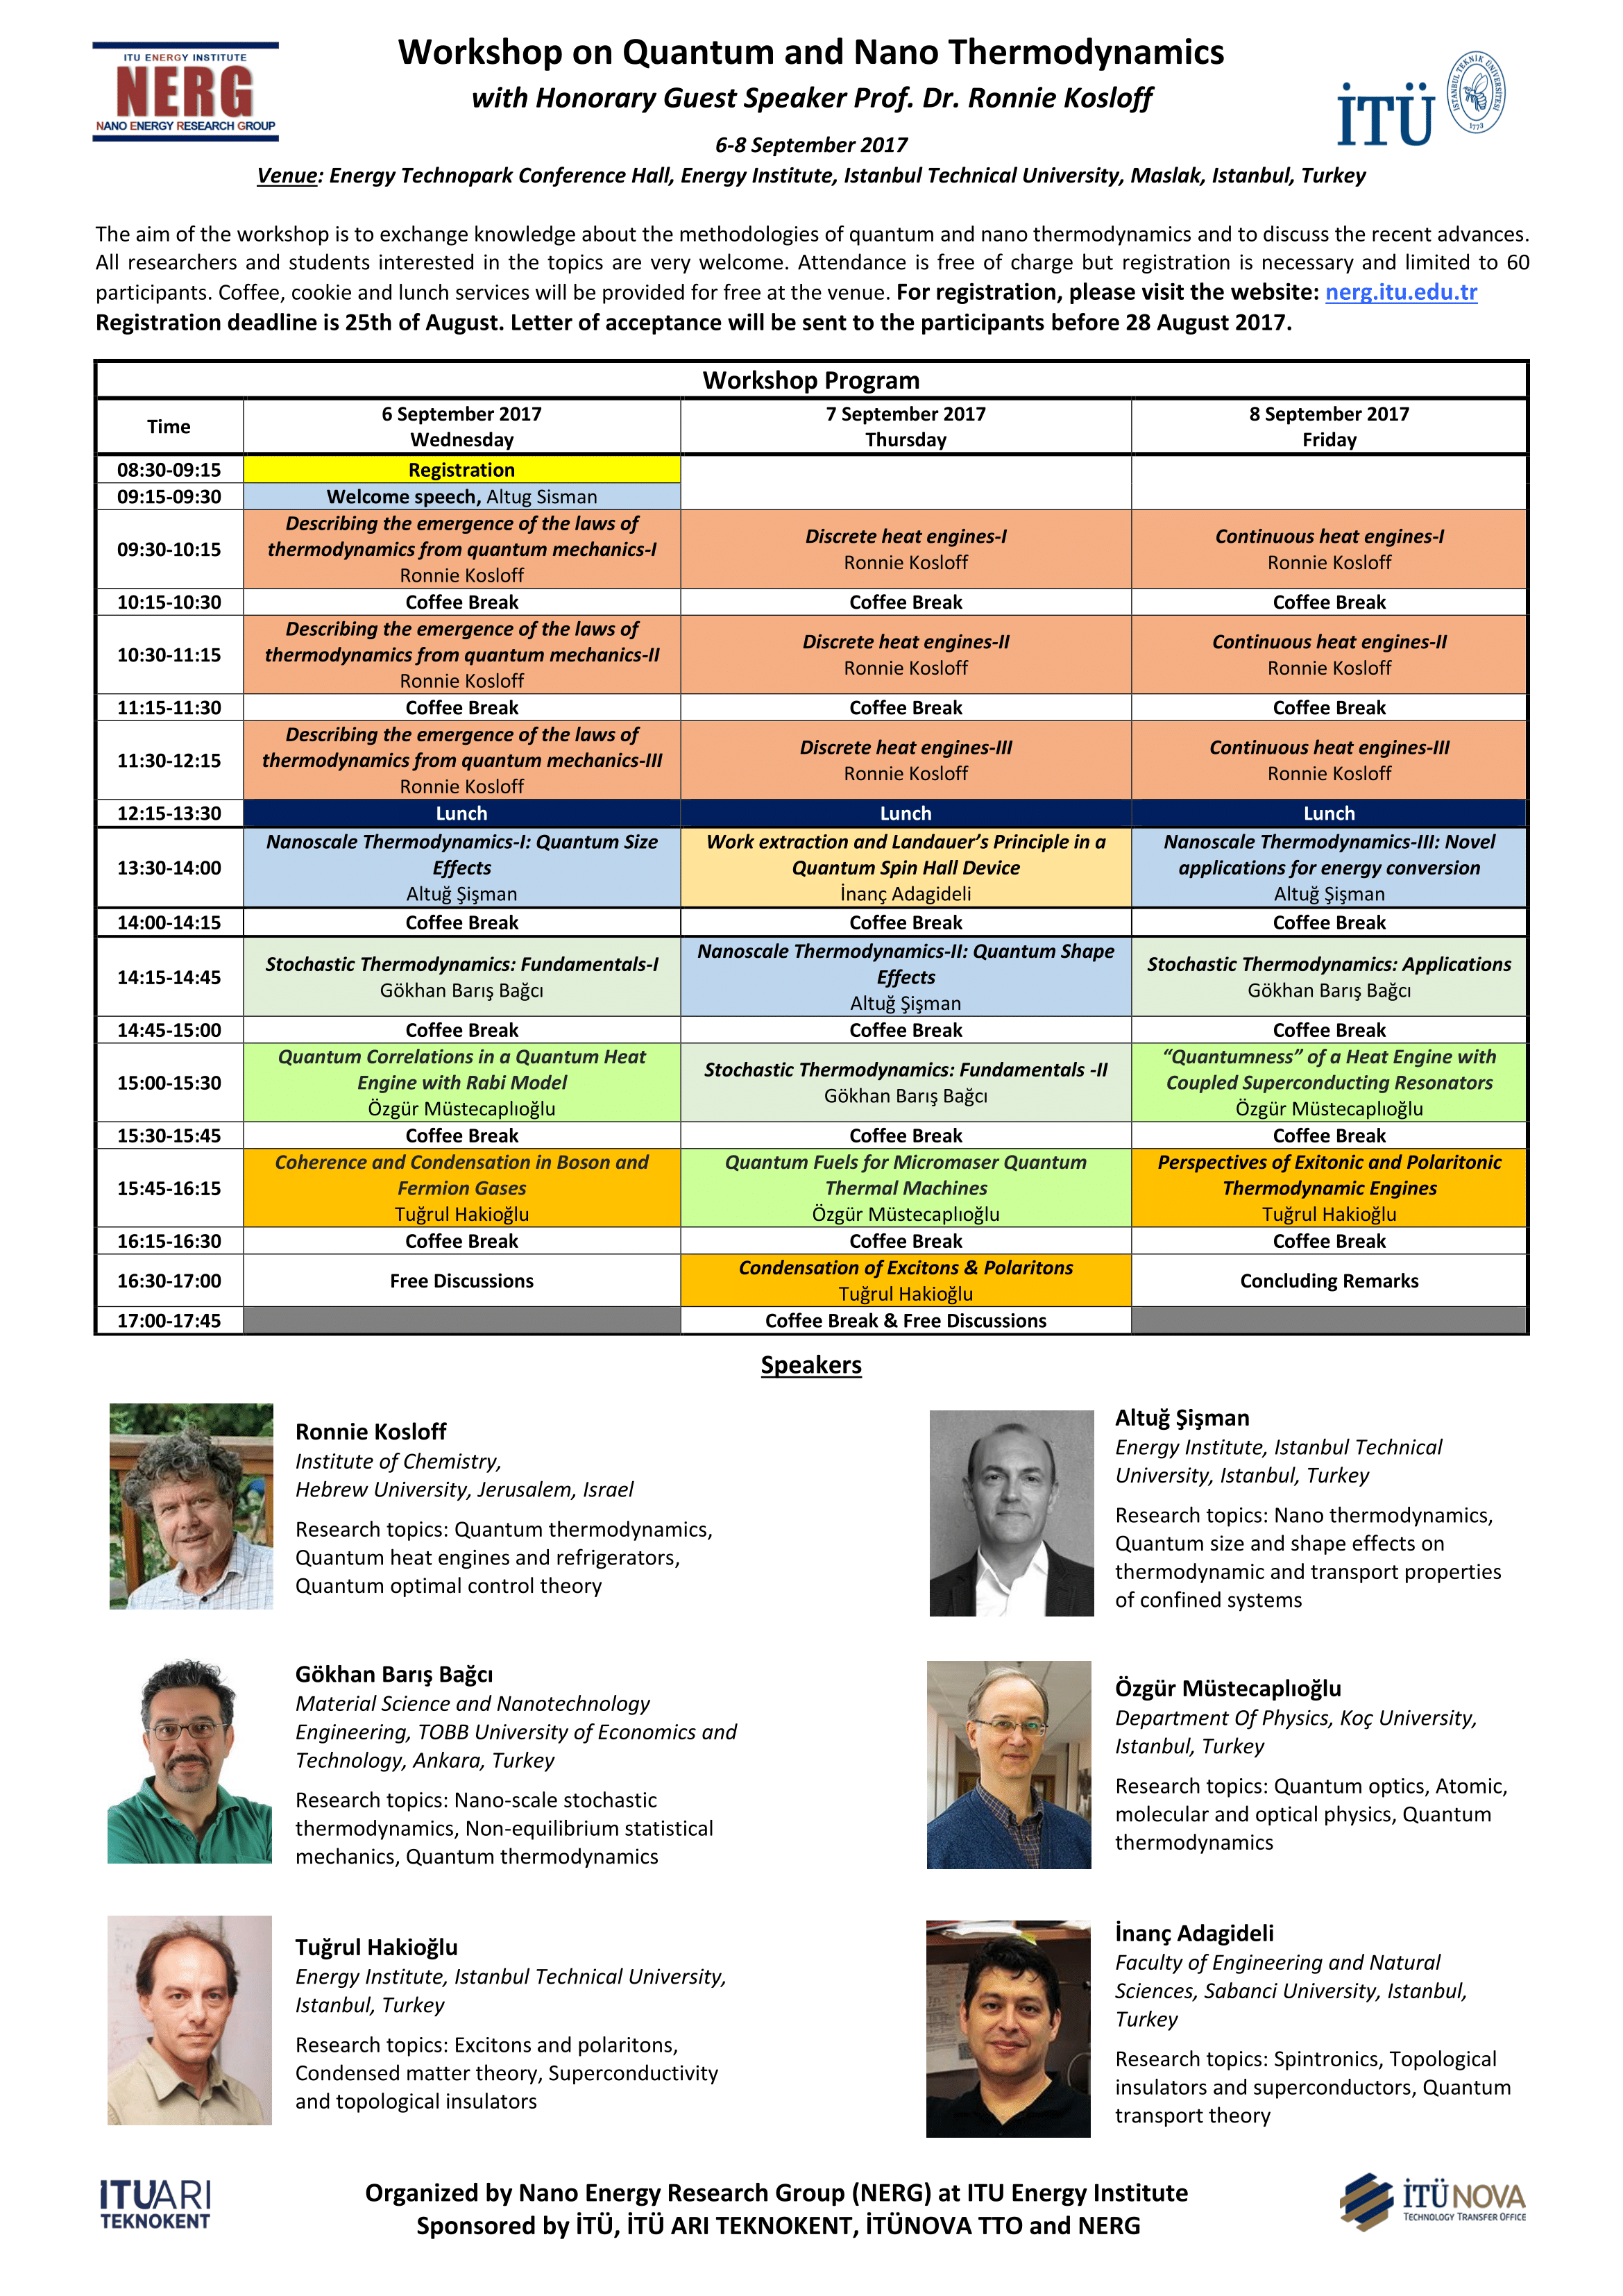 ITU ENERGY INSTITUTE
NERG
NANO ENERGY RESEARCH GROUP
Workshop on Quantum and Nano Thermodynamics
with Honorary Guest Speaker Prof. Dr. Ronnie Kosloff
6-8 September 2017
Venue: Energy Technopark Conference Hall, Energy Institute, Istanbul Technical University, Maslak, Istanbul, Turkey
İTÜ
İSTANBUL TEKNİK ÜNİVERSİTESİ
1773
The aim of the workshop is to exchange knowledge about the methodologies of quantum and nano thermodynamics and to discuss the recent advances.
All researchers and students interested in the topics are very welcome. Attendance is free of charge but registration is necessary and limited to 60
participants. Coffee, cookie and lunch services will be provided for free at the venue. For registration, please visit the website: nerg.itu.edu.tr
Registration deadline is 25th of August. Letter of acceptance will be sent to the participants before 28 August 2017.
Workshop Program
Time
6 September 2017
Wednesday
7 September 2017
Thursday
8 September 2017
Friday
08:30-09:15
Registration
09:15-09:30
Welcome speech, Altug Sisman
09:30-10:15
Describing the emergence of the laws of
thermodynamics from quantum mechanics-I
Ronnie Kosloff
Discrete heat engines-I
Ronnie Kosloff
Continuous heat engines-I
Ronnie Kosloff
10:15-10:30
Coffee Break
Coffee Break
Coffee Break
10:30-11:15
Describing the emergence of the laws of
thermodynamics from quantum mechanics-II
Ronnie Kosloff
Discrete heat engines-II
Ronnie Kosloff
Continuous heat engines-II
Ronnie Kosloff
11:15-11:30
Coffee Break
Coffee Break
Coffee Break
11:30-12:15
Describing the emergence of the laws of
thermodynamics from quantum mechanics-III
Ronnie Kosloff
Discrete heat engines-III
Ronnie Kosloff
Continuous heat engines-III
Ronnie Kosloff
12:15-13:30
Lunch
Lunch
Lunch
13:30-14:00
Nanoscale Thermodynamics-I: Quantum Size
Effects
Altuğ Şişman
Work extraction and Landauer’s Principle in a
Quantum Spin Hall Device
İnanç Adagideli
Nanoscale Thermodynamics-III: Novel
applications for energy conversion
Altuğ Şişman
14:00-14:15
Coffee Break
Coffee Break
Coffee Break
14:15-14:45
Stochastic Thermodynamics: Fundamentals-I
Gökhan Barış Bağcı
Nanoscale Thermodynamics-II: Quantum Shape
Effects
Altuğ Şişman
Stochastic Thermodynamics: Applications
Gökhan Barış Bağcı
14:45-15:00
Coffee Break
Coffee Break
Coffee Break
15:00-15:30
Quantum Correlations in a Quantum Heat
Engine with Rabi Model
Özgür Müstecaplıoğlu
Stochastic Thermodynamics: Fundamentals -II
Gökhan Barış Bağcı
“Quantumness” of a Heat Engine with
Coupled Superconducting Resonators
Özgür Müstecaplıoğlu
15:30-15:45
Coffee Break
Coffee Break
Coffee Break
15:45-16:15
Coherence and Condensation in Boson and
Fermion Gases
Tuğrul Hakioğlu
Quantum Fuels for Micromaser Quantum
Thermal Machines
Özgür Müstecaplıoğlu
Perspectives of Exitonic and Polaritonic
Thermodynamic Engines
Tuğrul Hakioğlu
16:15-16:30
Coffee Break
Coffee Break
Coffee Break
16:30-17:00
Free Discussions
Condensation of Excitons & Polaritons
Tuğrul Hakioğlu
Concluding Remarks
17:00-17:45
Coffee Break & Free Discussions
Speakers
Ronnie Kosloff
Institute of Chemistry,
Hebrew University, Jerusalem, Israel
Research topics: Quantum thermodynamics,
Quantum heat engines and refrigerators,
Quantum optimal control theory
Altuğ Şişman
Energy Institute, Istanbul Technical
University, Istanbul, Turkey
Research topics: Nano thermodynamics,
Quantum size and shape effects on
thermodynamic and transport properties
of confined systems
Gökhan Barış Bağcı
Material Science and Nanotechnology
Engineering, TOBB University of Economics and
Technology, Ankara, Turkey
Research topics: Nano-scale stochastic
thermodynamics, Non-equilibrium statistical
mechanics, Quantum thermodynamics
Özgür Müstecaplıoğlu
Department Of Physics, Koç University,
Istanbul, Turkey
Research topics: Quantum optics, Atomic,
molecular and optical physics, Quantum
thermodynamics
Tuğrul Hakioğlu
Energy Institute, Istanbul Technical University,
Istanbul, Turkey
Research topics: Excitons and polaritons,
Condensed matter theory, Superconductivity
and topological insulators
İnanç Adagideli
Faculty of Engineering and Natural
Sciences, Sabanci University, Istanbul,
Turkey
Research topics: Spintronics, Topological
insulators and superconductors, Quantum
transport theory
ITUARI
TEKNOKENT
Organized by Nano Energy Research Group (NERG) at ITU Energy Institute
Sponsored by İTÜ, İTÜ ARI TEKNOKENT, İTÜNOVA TTO and NERG
İTÜNOVA
TECHNOLOGY TRANSFER OFFICE